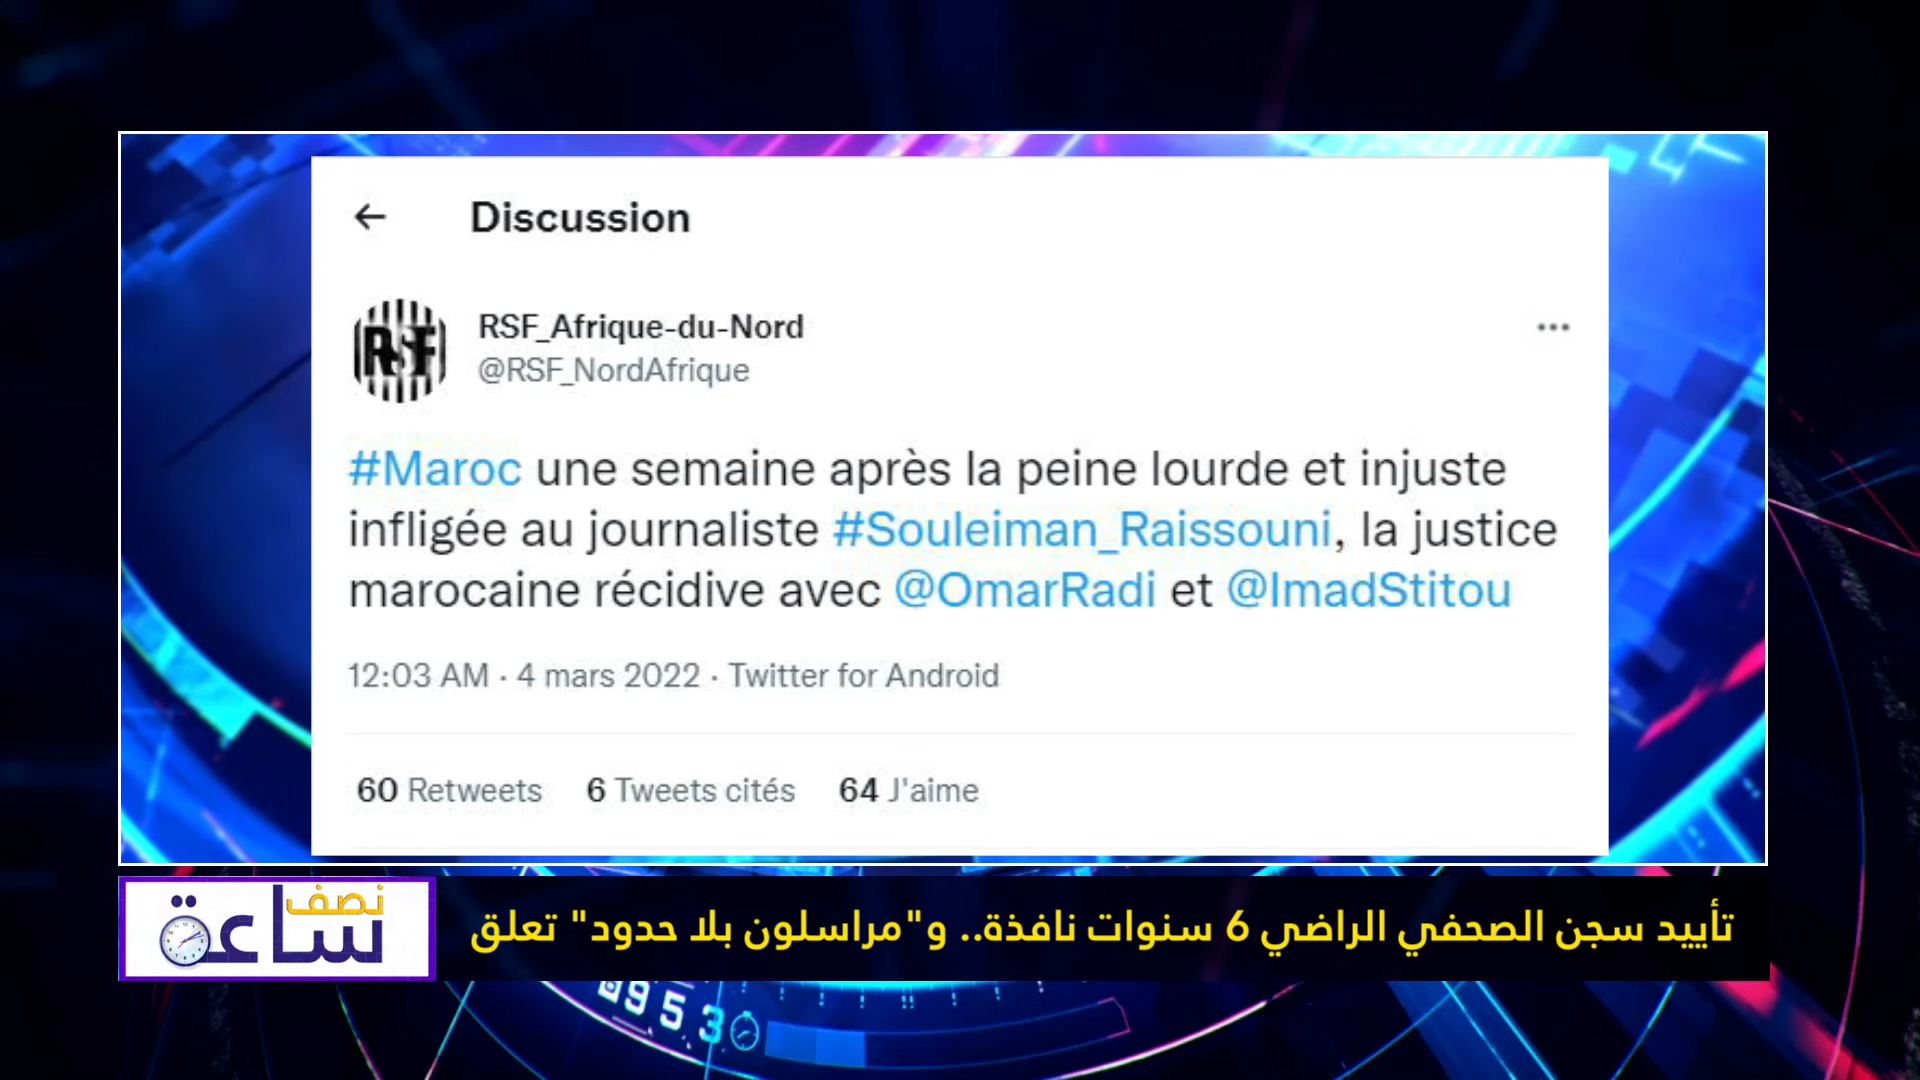 Discussion
RSF
RSF_Afrique-du-Nord
@RSF_NordAfrique
#Maroc une semaine après la peine lourde et injuste
infligée au journaliste #Souleiman_Raissouni, la justice
marocaine récidive avec @OmarRadi et @ImadStitou
12:03 AM · 4 mars 2022 · Twitter for Android
60 Retweets 6 Tweets cités 64 J'aime
تأييد سجن الصحفي الراضي 6 سنوات نافذة.. و"مراسلون بلا حدود" تعلق
نصف
ساعة
953